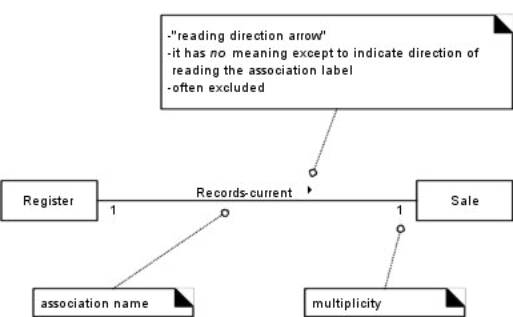 -"reading direction arrow"
-it has no meaning except to indicate direction of
reading the association label
-often excluded
Records-current
Register
1
1
Sale
association name
multiplicity